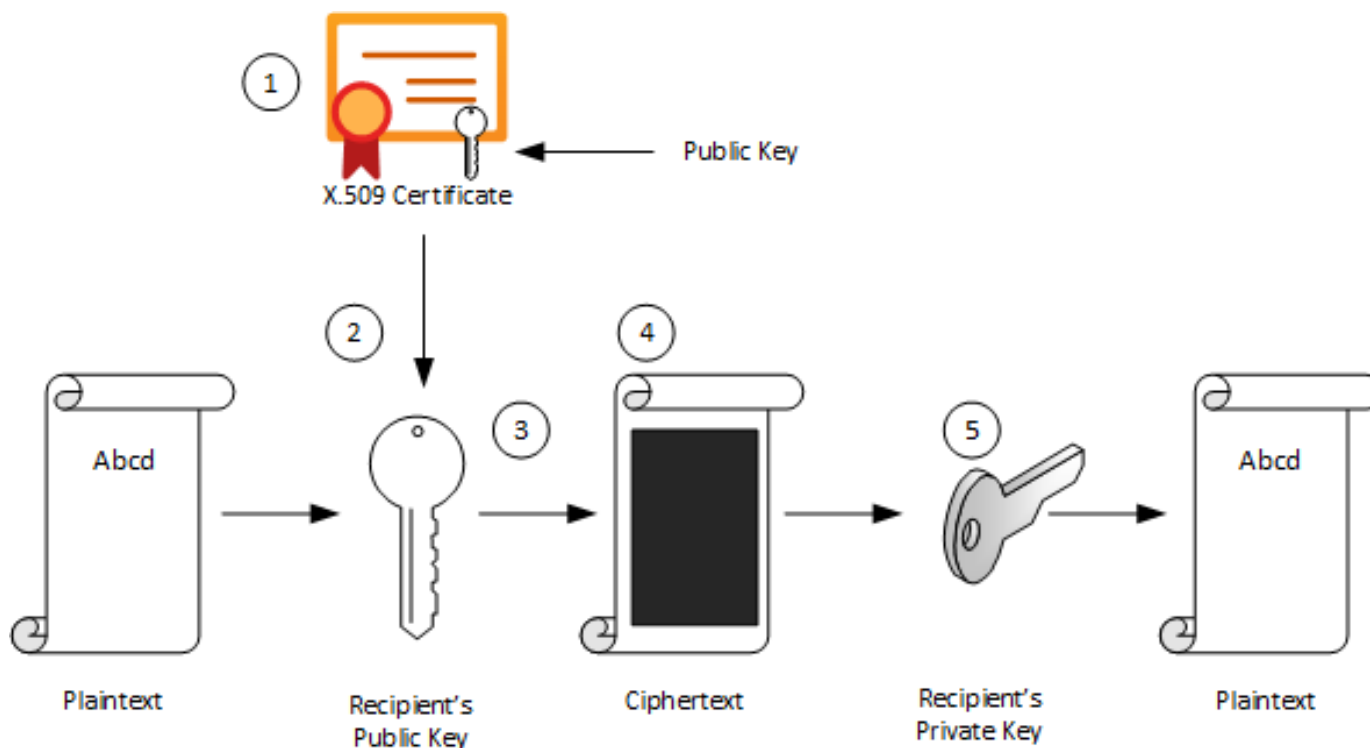 1
Public Key
X.509 Certificate
2
4
3
5
Abcd
Abcd
Plaintext
Recipient's
Public Key
Ciphertext
Recipient's
Private Key
Plaintext